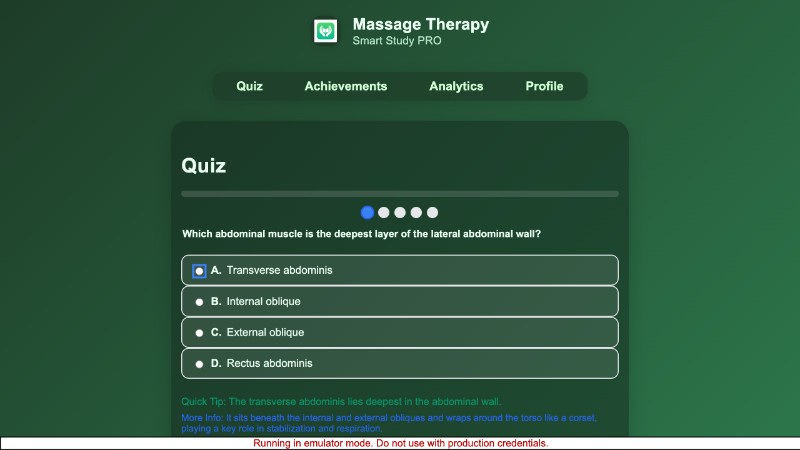 Massage Therapy
Smart Study PRO
Quiz Achievements Analytics Profile
Quiz
Which abdominal muscle is the deepest layer of the lateral abdominal wall?
A. Transverse abdominis
B. Internal oblique
C. External oblique
D. Rectus abdominis
Quick Tip: The transverse abdominis lies deepest in the abdominal wall.
More Info: It sits beneath the internal and external obliques and wraps around the torso like a corset,
playing a key role in stabilization and respiration.
Running in emulator mode. Do not use with production credentials.